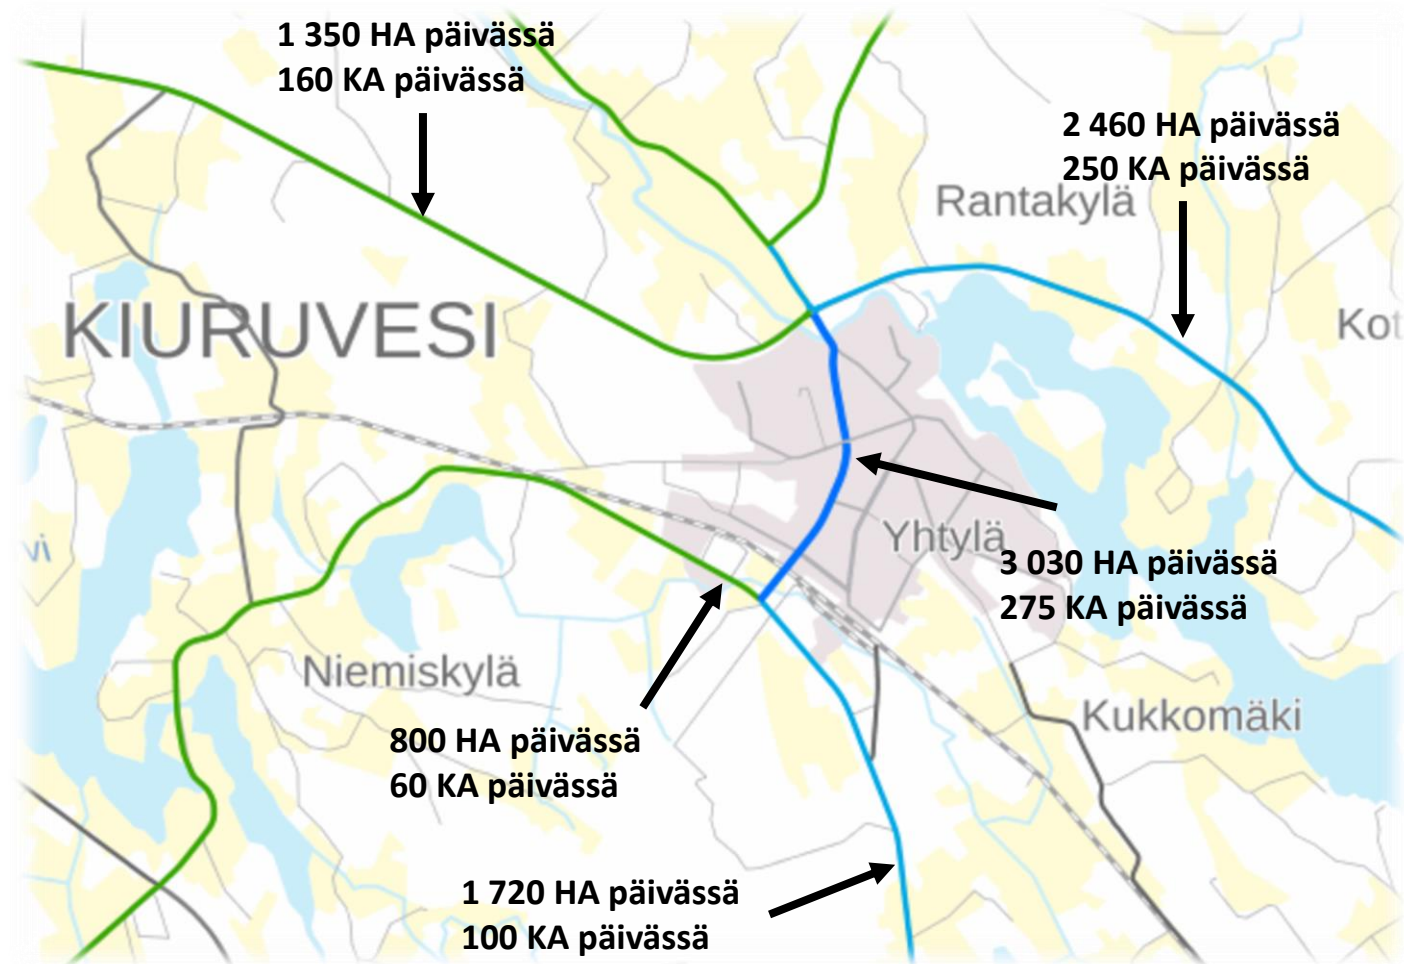 1 350 HA päivässä
160 KA päivässä
2 460 HA päivässä
250 KA päivässä
Rantakylä
KIURUVESI
Kot
Yhtylä
vi
3 030 HA päivässä
275 KA päivässä
Niemiskylä
Kukkomäki
800 HA päivässä
60 KA päivässä
1 720 HA päivässä
100 KA päivässä